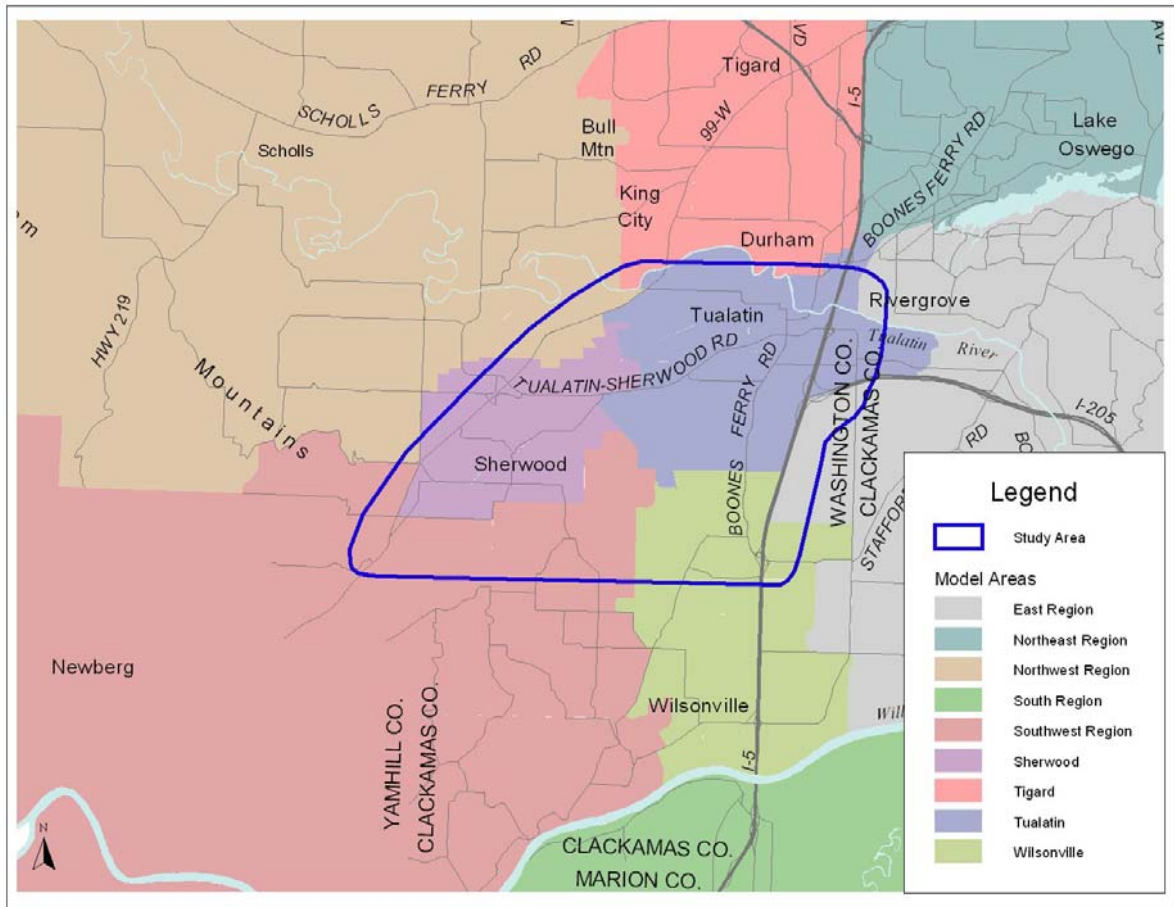 Tigard
VD
I-5
AVE
FERRY RD
SCHOLLS
Scholls
Bull
Mtn
99-W
BOONES FERRY RD
Lake
Oswego
King
City
Durham
HWY 219
Mountains
Tualatin
Rivergrove
Tualatin River
TUALATIN-SHERWOOD RD
BOONES FERRY RD
WASHINGTON CO.
CLACKAMAS CO.
I-205
Sherwood
STAFFORD
RD
Newberg
Wilsonville
YAMHILL CO.
CLACKAMAS CO.
I-5
CLACKAMAS CO.
MARION CO.
N
Legend
Study Area
Model Areas
East Region
Northeast Region
Northwest Region
South Region
Southwest Region
Sherwood
Tigard
Tualatin
Wilsonville